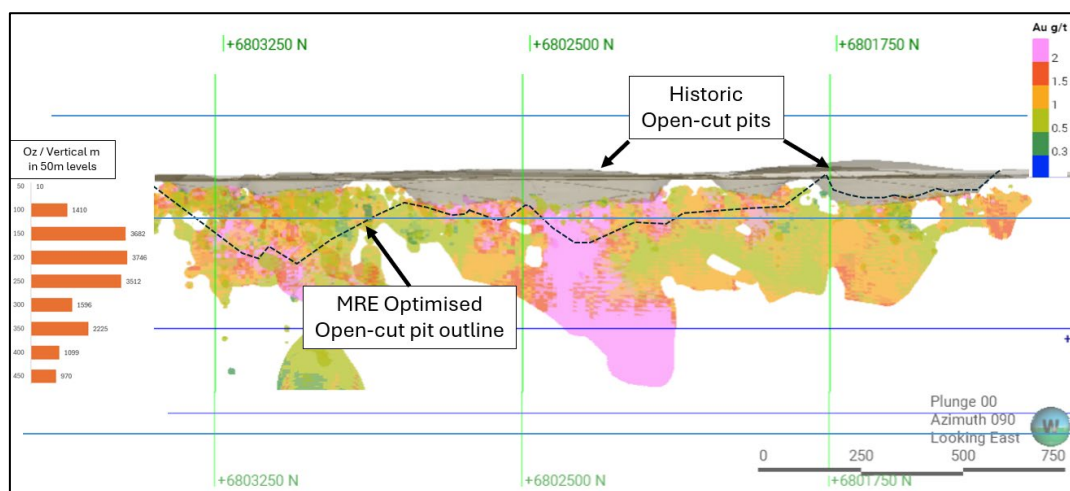 +6803250 N
+6802500 N
+6801750 N
Au g/t
2
1.5
1
0.5
0.3
Historic
Open-cut pits
Oz / Vertical m
in 50m levels
50 10
100 1410
150 3682
200 3746
250 3512
300 1596
350 2225
400 1099
450 970
MRE Optimised
Open-cut pit outline
+
Plunge 00
Azimuth 090
Looking East
W
0 250 500 750
+6803250 N
+6802500 N
+6801750 N